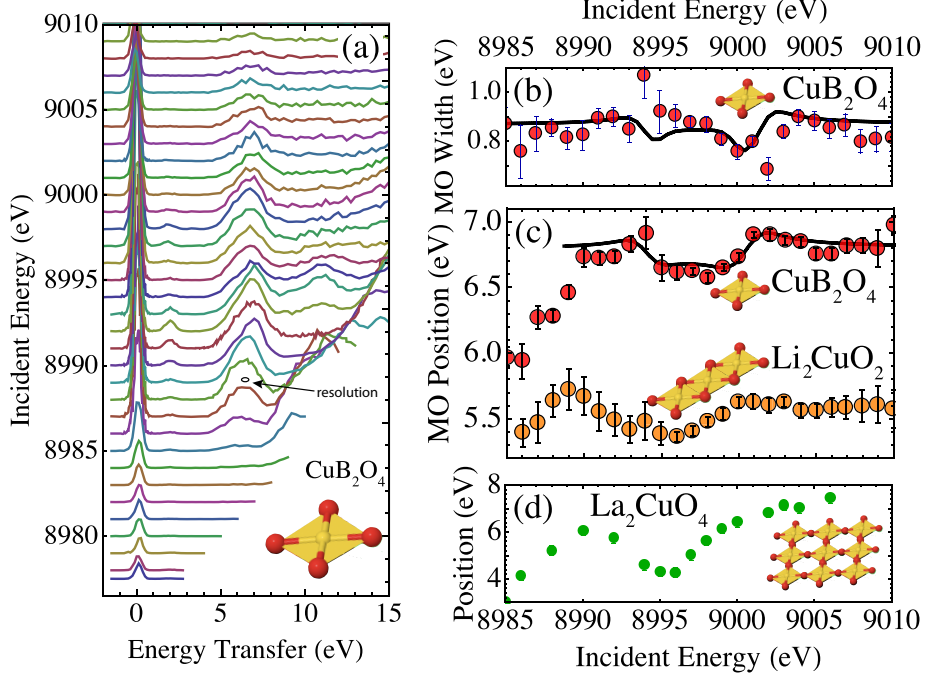 Incident Energy (eV)
8985 8990 8995 9000 9005 9010
9010
9005
9000
8995
8990
8985
8980
Incident Energy (eV)
(a)
resolution
CuB2O4
0 5 10 15
Energy Transfer (eV)
MO Width (eV)
1.0
0.8
(b)
CuB2O4
MO Position (eV)
7.0
6.5
6.0
5.5
(c)
CuB2O4
Li2CuO2
Position (eV)
8
6
4
(d)
La2CuO4
8985 8990 8995 9000 9005 9010
Incident Energy (eV)